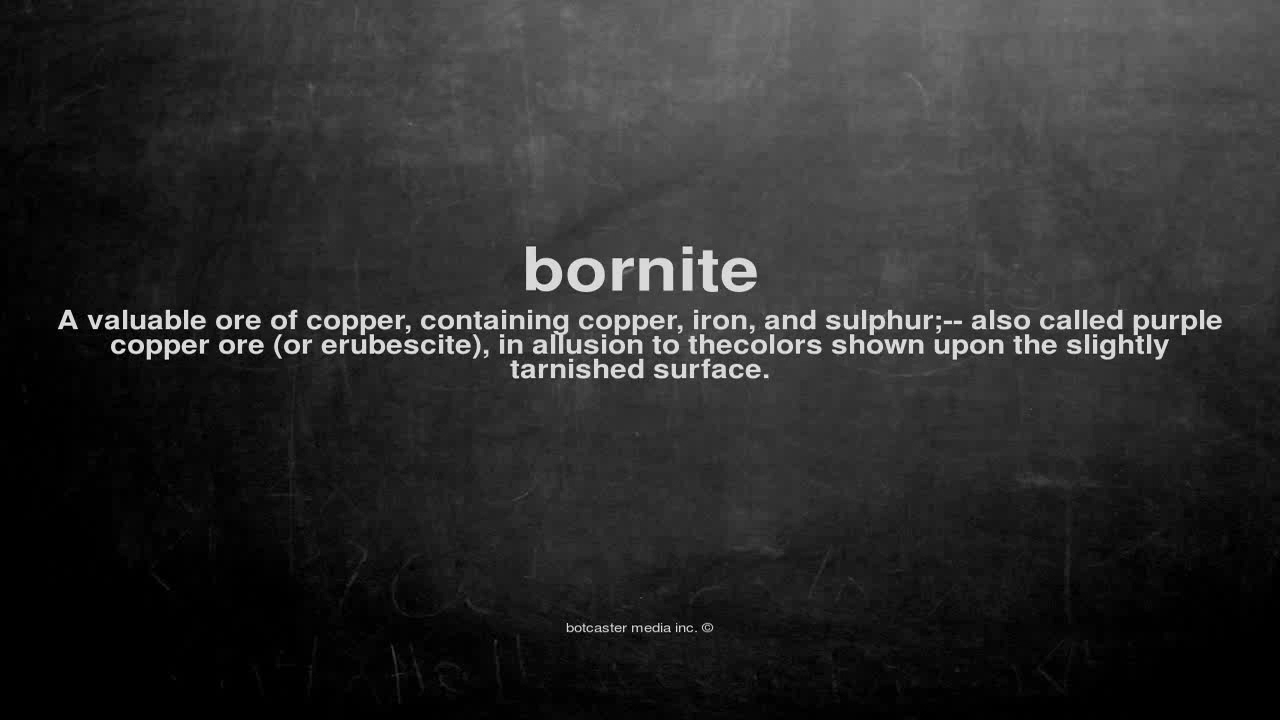 bornite
A valuable ore of copper, containing copper, iron, and sulphur;-- also called purple
copper ore (or erubescite), in allusion to thecolors shown upon the slightly
tarnished surface.
botcaster media inc. ©